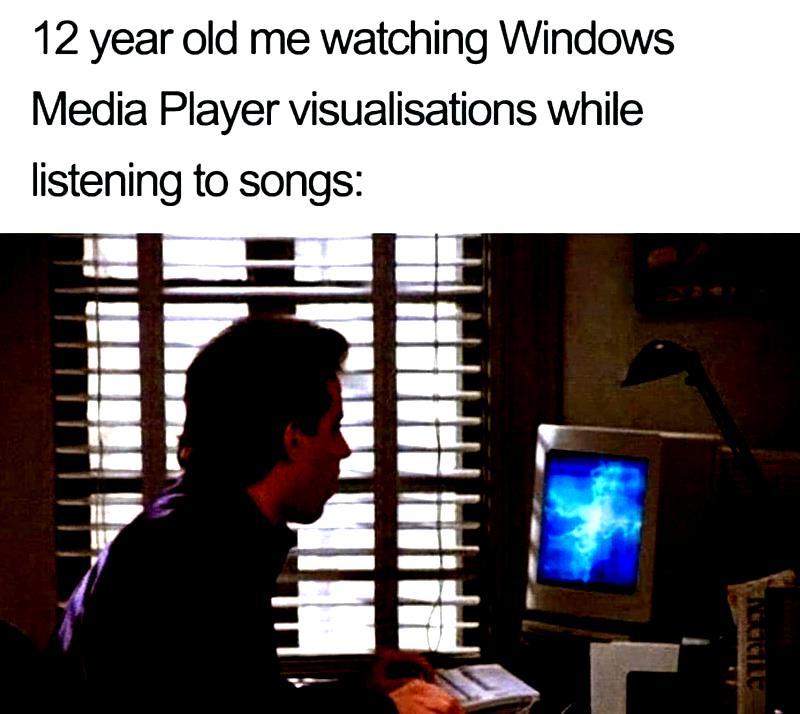 12 year old me watching Windows
Media Player visualisations while
listening to songs: